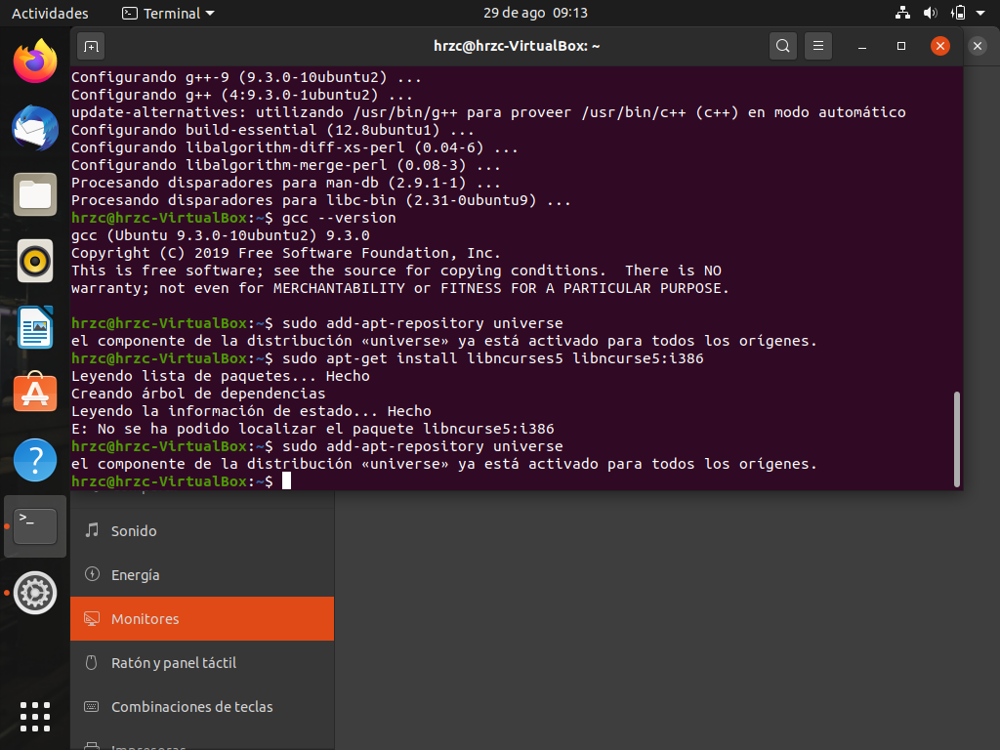 Actividades
Terminal
29 de ago 09:13
hrzc@hrzc-VirtualBox: ~
Configurando g++-9 (9.3.0-10ubuntu2) ...
Configurando g++ (4:9.3.0-1ubuntu2) ...
update-alternatives: utilizando /usr/bin/g++ para proveer /usr/bin/c++ (c++) en modo automático
Configurando build-essential (12.8ubuntu1) ...
Configurando libalgorithm-diff-xs-perl (0.04-6) ...
Configurando libalgorithm-merge-perl (0.08-3) ...
Procesando disparadores para man-db (2.9.1-1) ...
Procesando disparadores para libc-bin (2.31-0ubuntu9) ...
hrzc@hrzc-VirtualBox:~$ gcc --version
gcc (Ubuntu 9.3.0-10ubuntu2) 9.3.0
Copyright (C) 2019 Free Software Foundation, Inc.
This is free software; see the source for copying conditions.  There is NO
warranty; not even for MERCHANTABILITY or FITNESS FOR A PARTICULAR PURPOSE.
hrzc@hrzc-VirtualBox:~$ sudo add-apt-repository universe
el componente de la distribución «universe» ya está activado para todos los orígenes.
hrzc@hrzc-VirtualBox:~$ sudo apt-get install libncurses5 libncurse5:i386
Leyendo lista de paquetes... Hecho
Creando árbol de dependencias
Leyendo la información de estado... Hecho
E: No se ha podido localizar el paquete libncurse5:i386
hrzc@hrzc-VirtualBox:~$ sudo add-apt-repository universe
el componente de la distribución «universe» ya está activado para todos los orígenes.
hrzc@hrzc-VirtualBox:~$
Sonido
Energía
Monitores
Ratón y panel táctil
Combinaciones de teclas
Impresoras